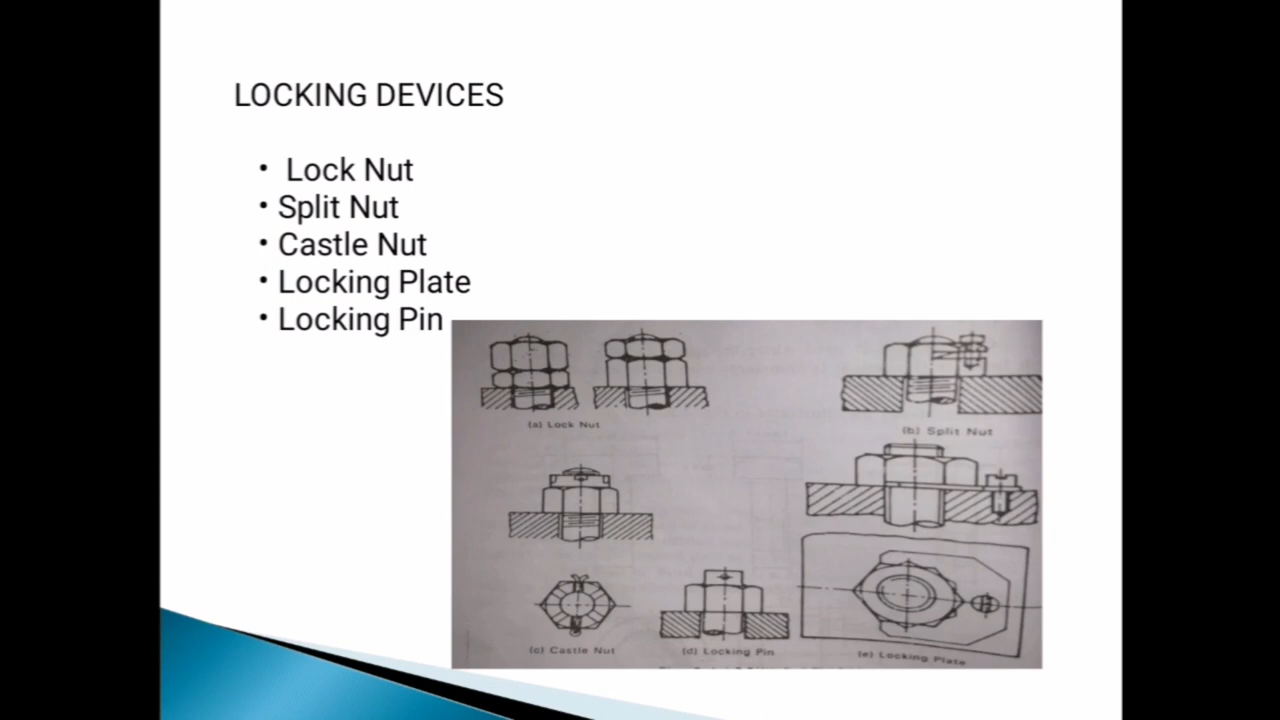 LOCKING DEVICES
• Lock Nut
• Split Nut
• Castle Nut
• Locking Plate
• Locking Pin
(a) Lock Nut
(b) Split Nut
(c) Castle Nut
(d) Locking Pin
(e) Locking Plate